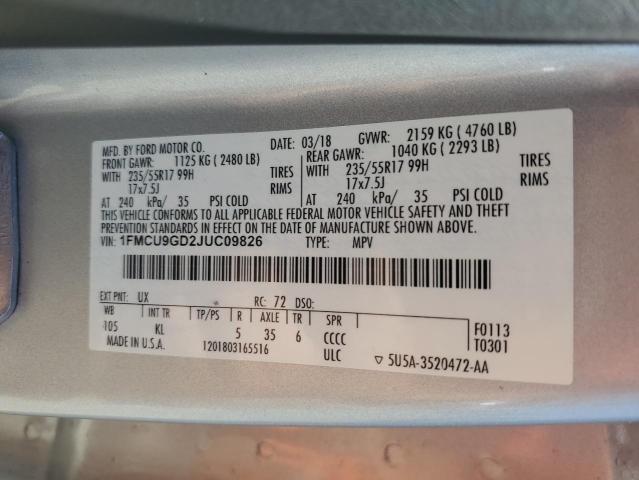 MFD. BY FORD MOTOR CO. DATE: 03/18 GVWR: 2159 KG ( 4760 LB)
FRONT GAWR: 1125 KG ( 2480 LB) REAR GAWR: 1040 KG ( 2293 LB)
WITH 235/55R17 99H TIRES WITH 235/55R17 99H TIRES
17x7.5J RIMS 17x7.5J RIMS
AT 240 kPa/ 35 PSI COLD AT 240 kPa/ 35 PSI COLD
THIS VEHICLE CONFORMS TO ALL APPLICABLE FEDERAL MOTOR VEHICLE SAFETY AND THEFT
PREVENTION STANDARDS IN EFFECT ON THE DATE OF MANUFACTURE SHOWN ABOVE.
VIN: 1FMCU9GD2JUC09826 TYPE: MPV
EXT PNT: UX RC: 72 DSO:
WB INT TR TP/PS R AXLE TR SPR F0113
105 KL 5 35 6 CCCC T0301
MADE IN U.S.A. 1201803165516 ULC ▽ 5U5A-3520472-AA